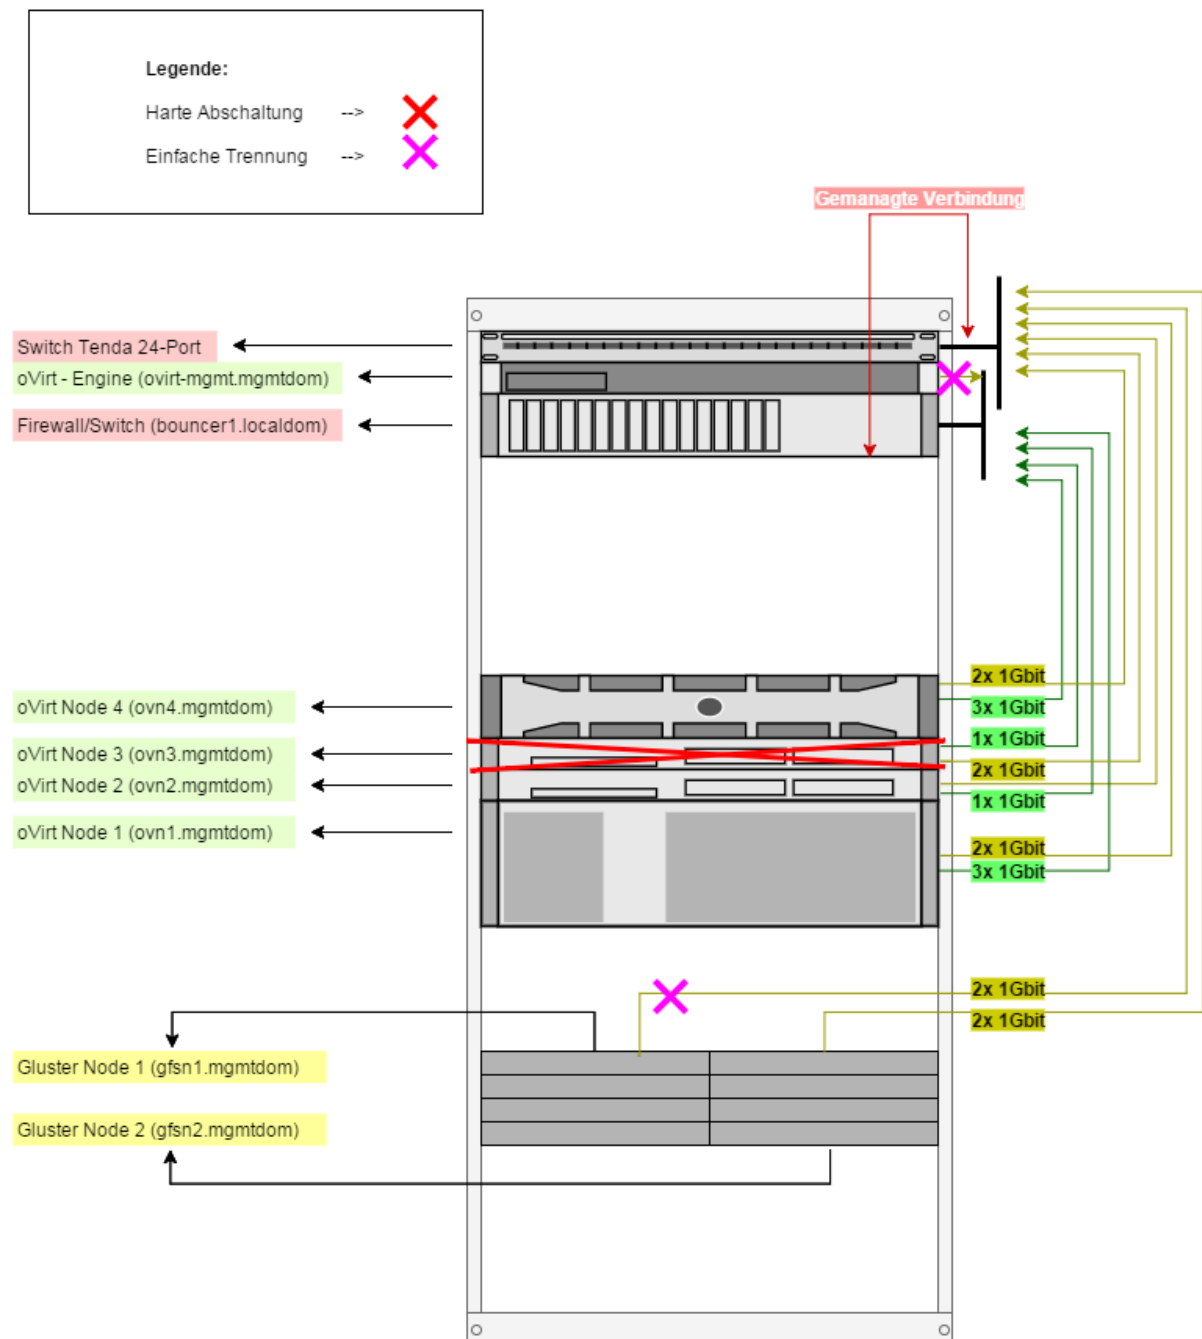 Legende:
Harte Abschaltung -->
Einfache Trennung -->
Gemanagte Verbindung
Switch Tenda 24-Port
oVirt - Engine (ovirt-mgmt.mgmtdom)
Firewall/Switch (bouncer1.localdom)
2x 1Gbit
oVirt Node 4 (ovn4.mgmtdom)
3x 1Gbit
1x 1Gbit
oVirt Node 3 (ovn3.mgmtdom)
2x 1Gbit
oVirt Node 2 (ovn2.mgmtdom)
1x 1Gbit
oVirt Node 1 (ovn1.mgmtdom)
2x 1Gbit
3x 1Gbit
2x 1Gbit
2x 1Gbit
Gluster Node 1 (gfsn1.mgmtdom)
Gluster Node 2 (gfsn2.mgmtdom)